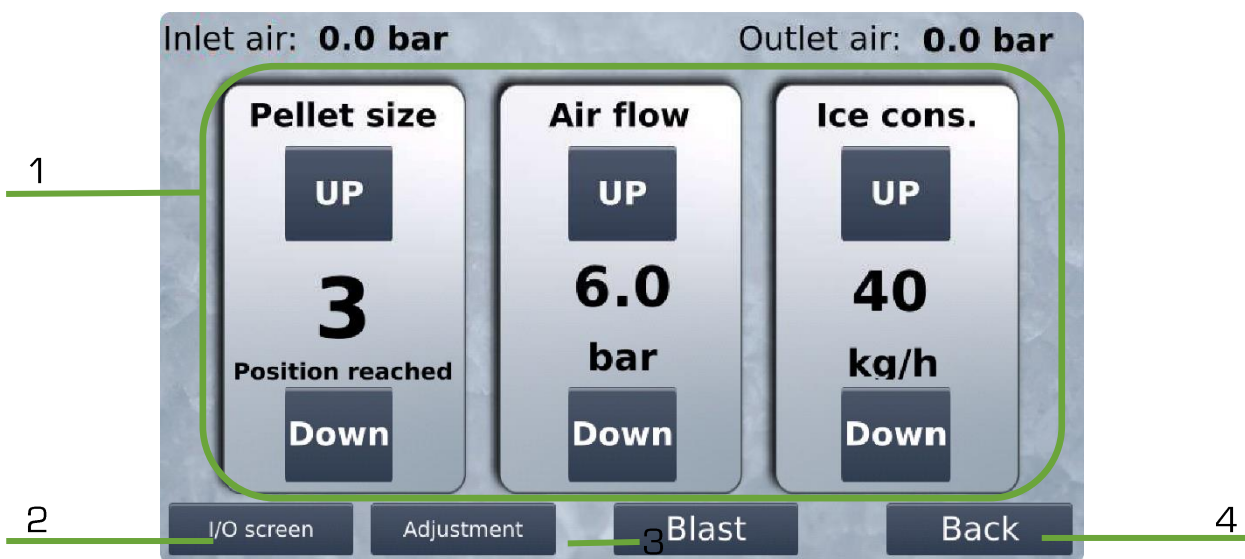 Inlet air: 0.0 bar
Outlet air: 0.0 bar
Pellet size
UP
3
Position reached
Down
Air flow
UP
6.0
bar
Down
Ice cons.
UP
40
kg/h
Down
1
2
I/O screen
Adjustment
3
Blast
Back
4